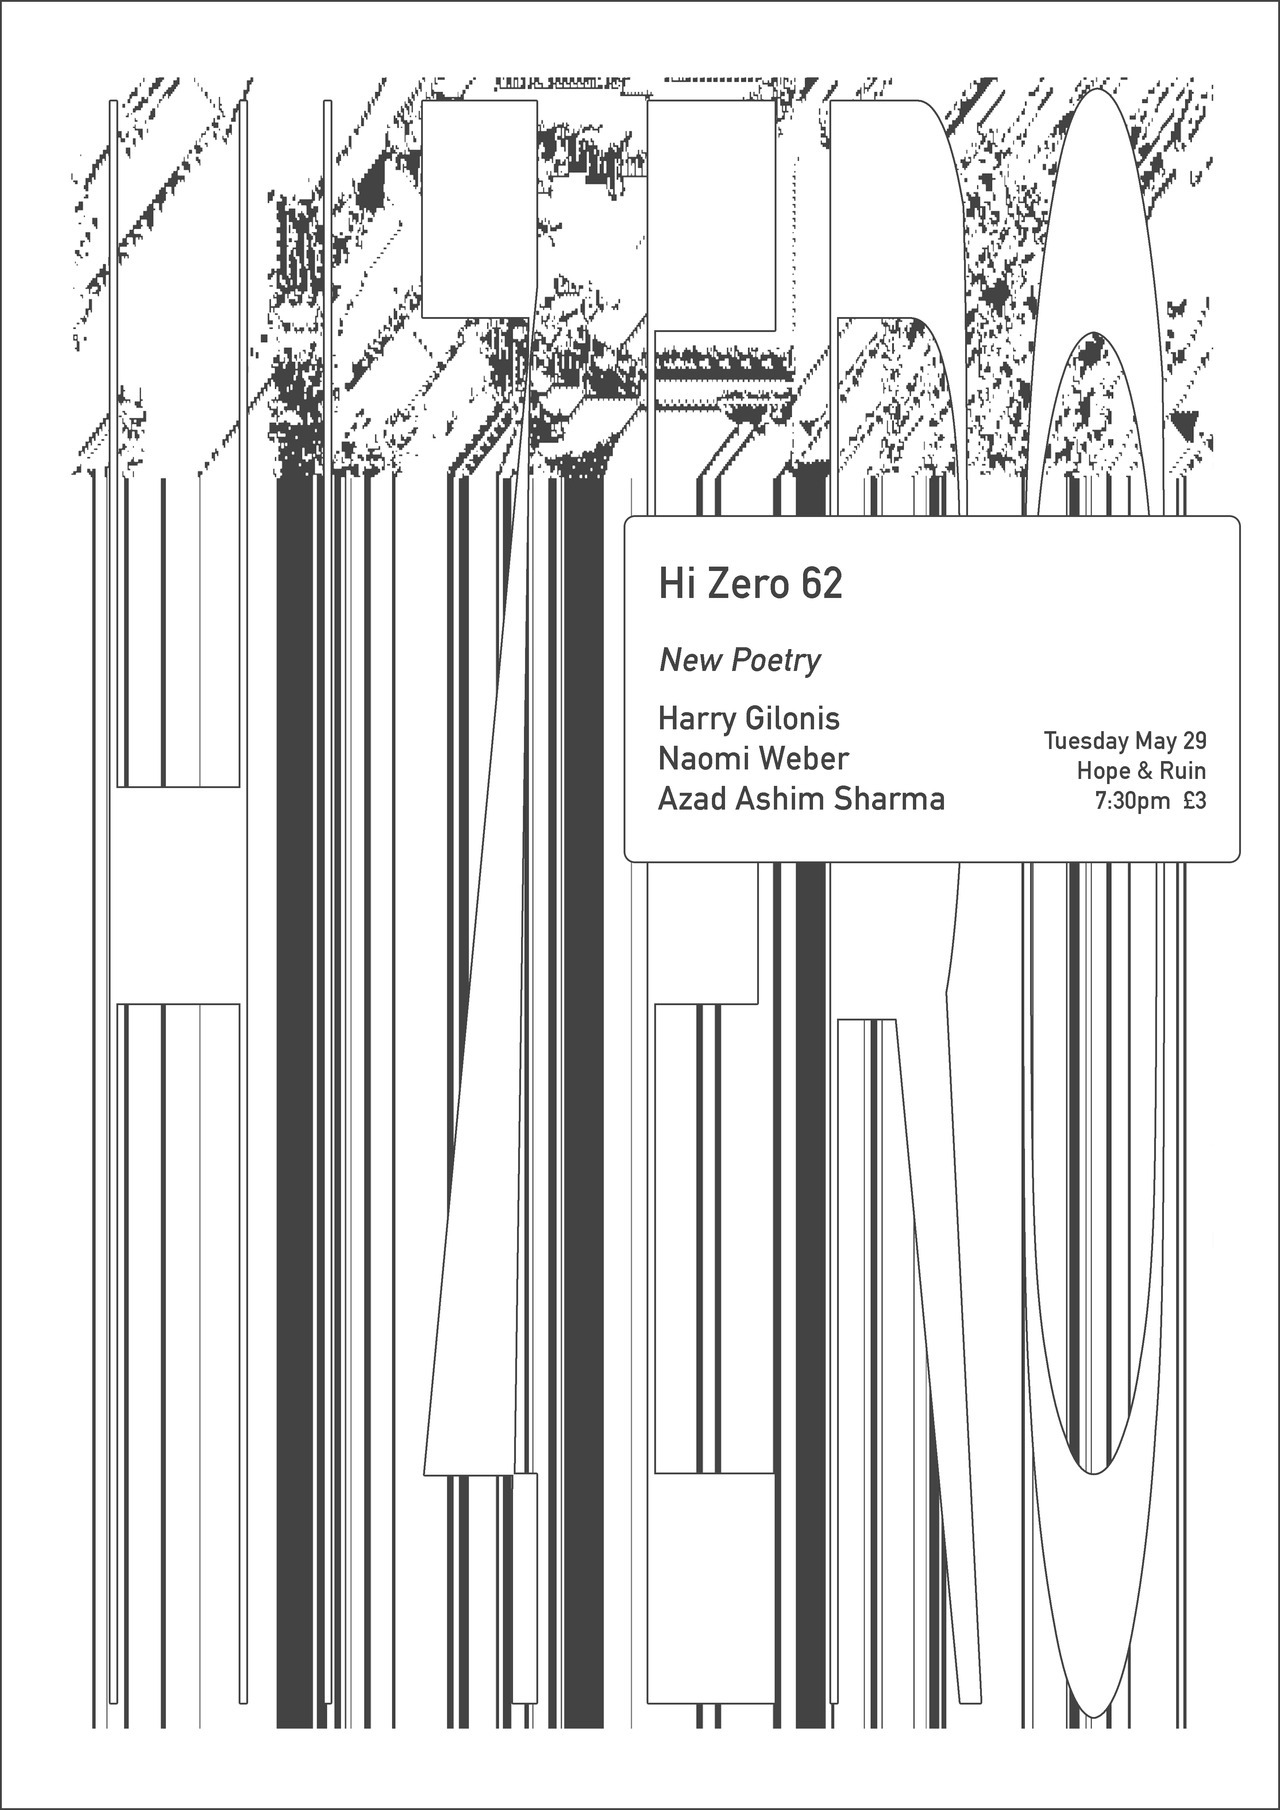 HIZERO
Hi Zero 62
New Poetry
Harry Gilonis
Naomi Weber
Azad Ashim Sharma
Tuesday May 29
Hope & Ruin
7:30pm £3